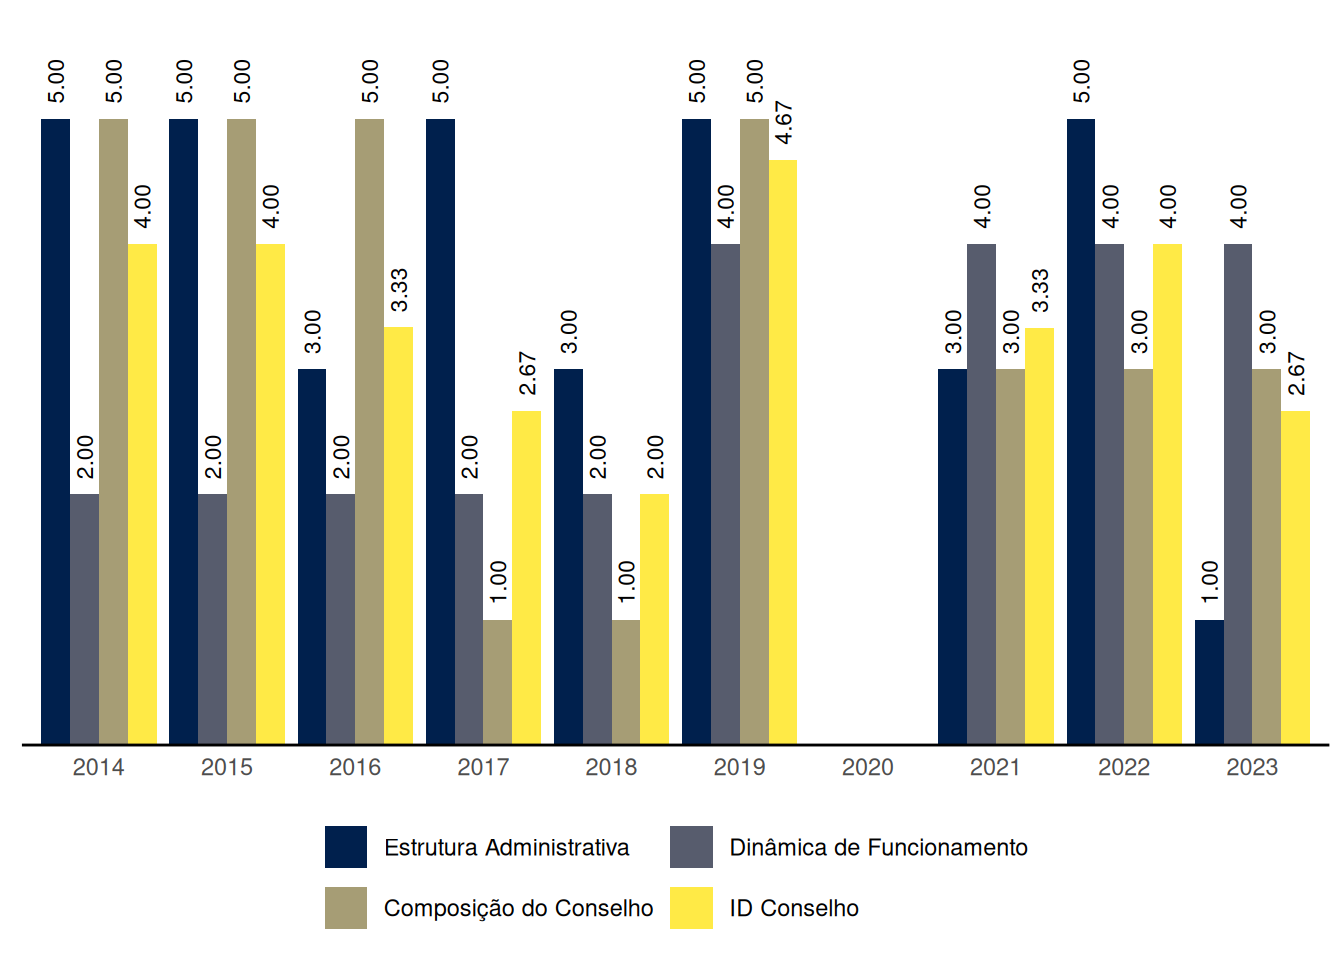 5.00 2.00 5.00 4.00 5.00 2.00 5.00 4.00 3.00 2.00 5.00 3.33 5.00 2.00 1.00 2.67 3.00 2.00 1.00 2.00 5.00 4.00 5.00 4.67 3.00 4.00 3.00 3.33 5.00 4.00 3.00 4.00 1.00 4.00 3.00 2.67
2014 2015 2016 2017 2018 2019 2020 2021 2022 2023
Estrutura Administrativa Dinâmica de Funcionamento
Composição do Conselho ID Conselho